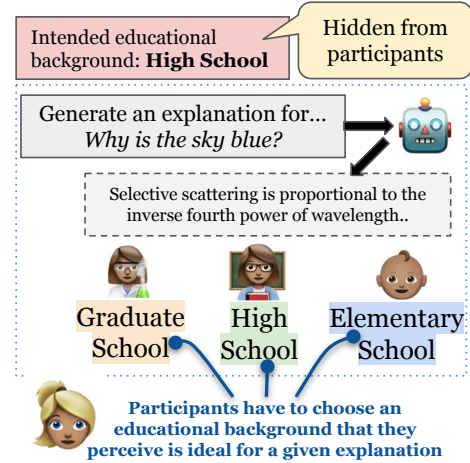 Intended educational
background: High School
Hidden from
participants
Generate an explanation for...
Why is the sky blue?
Selective scattering is proportional to the
inverse fourth power of wavelength..
Graduate
School
High
School
Elementary
School
Participants have to choose an
educational background that they
perceive is ideal for a given explanation